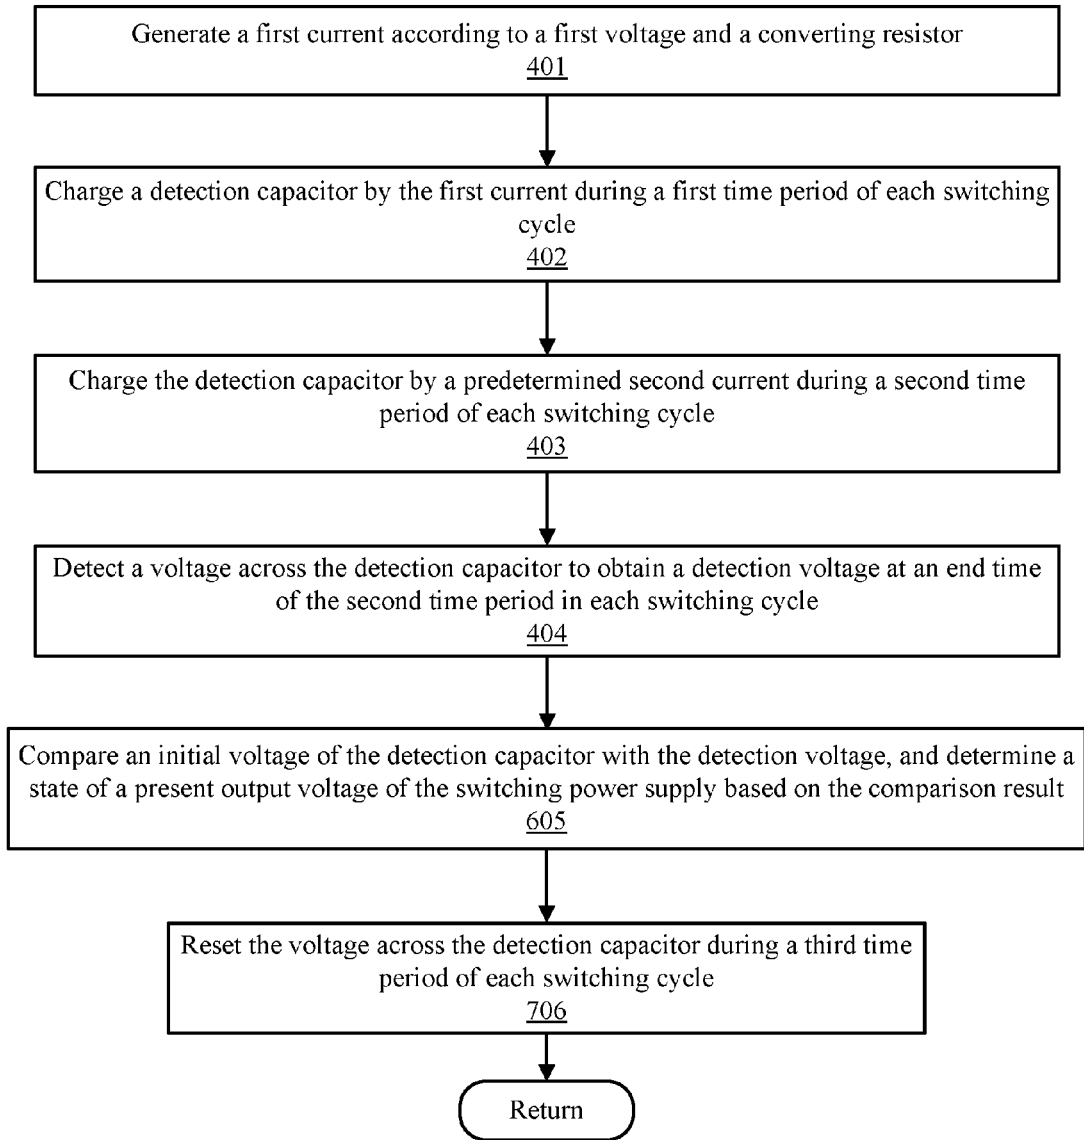 Generate a first current according to a first voltage and a converting resistor
401
Charge a detection capacitor by the first current during a first time period of each switching
cycle
402
Charge the detection capacitor by a predetermined second current during a second time
period of each switching cycle
403
Detect a voltage across the detection capacitor to obtain a detection voltage at an end time
of the second time period in each switching cycle
404
Compare an initial voltage of the detection capacitor with the detection voltage, and determine a
state of a present output voltage of the switching power supply based on the comparison result
605
Reset the voltage across the detection capacitor during a third time
period of each switching cycle
706
Return